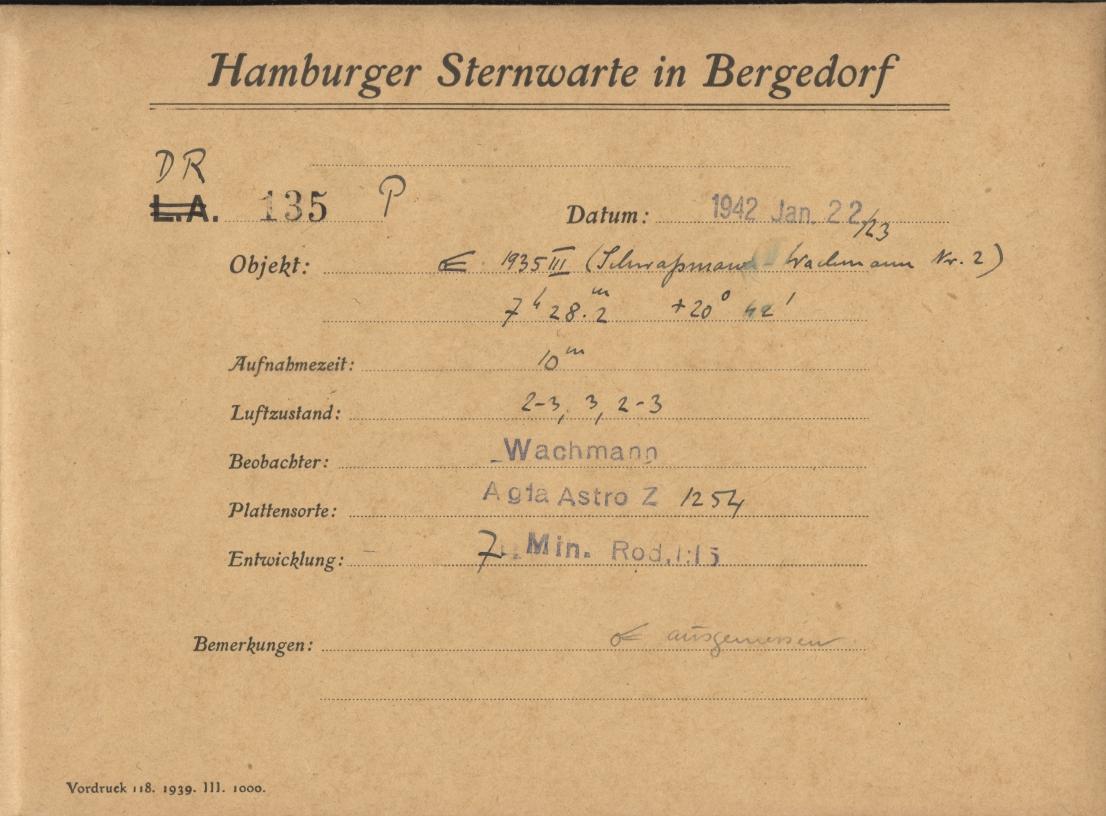 Hamburger Sternwarte in Bergedorf
DR
L.A. 135 P Datum: 1942 Jan. 22/23
Objekt: ☄ 1935 III (Schwaßmann Wachmann Nr. 2)
7ʰ 28.ᵐ2 +20° 42'
Aufnahmezeit: 10ᵐ
Luftzustand: 2-3, 3, 2-3
Beobachter: Wachmann
Plattensorte: Agfa Astro Z 1254
Entwicklung: 7 Min. Rod. 1:15
Bemerkungen: ☄ ausgemessen
Vordruck 118. 1939. III. 1000.